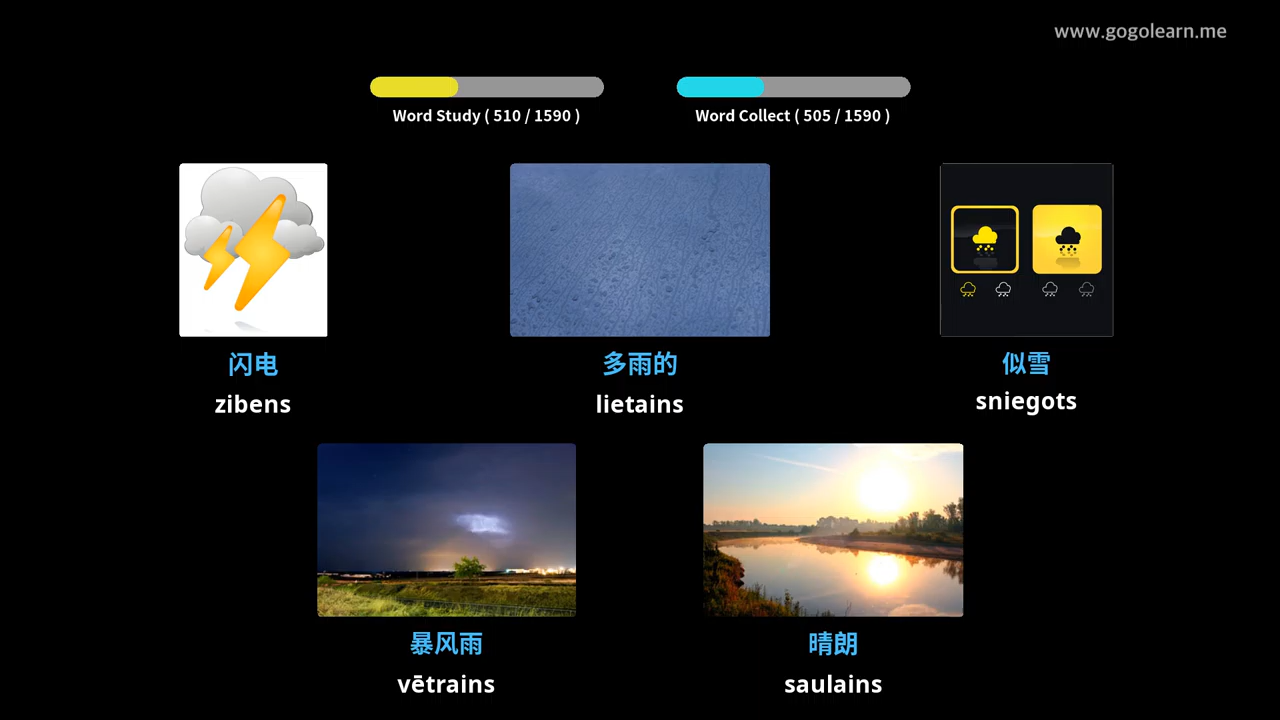 www.gogolearn.me
Word Study ( 510 / 1590 )
Word Collect ( 505 / 1590 )
闪电
zibens
多雨的
lietains
似雪
sniegots
暴风雨
vētrains
晴朗
saulains